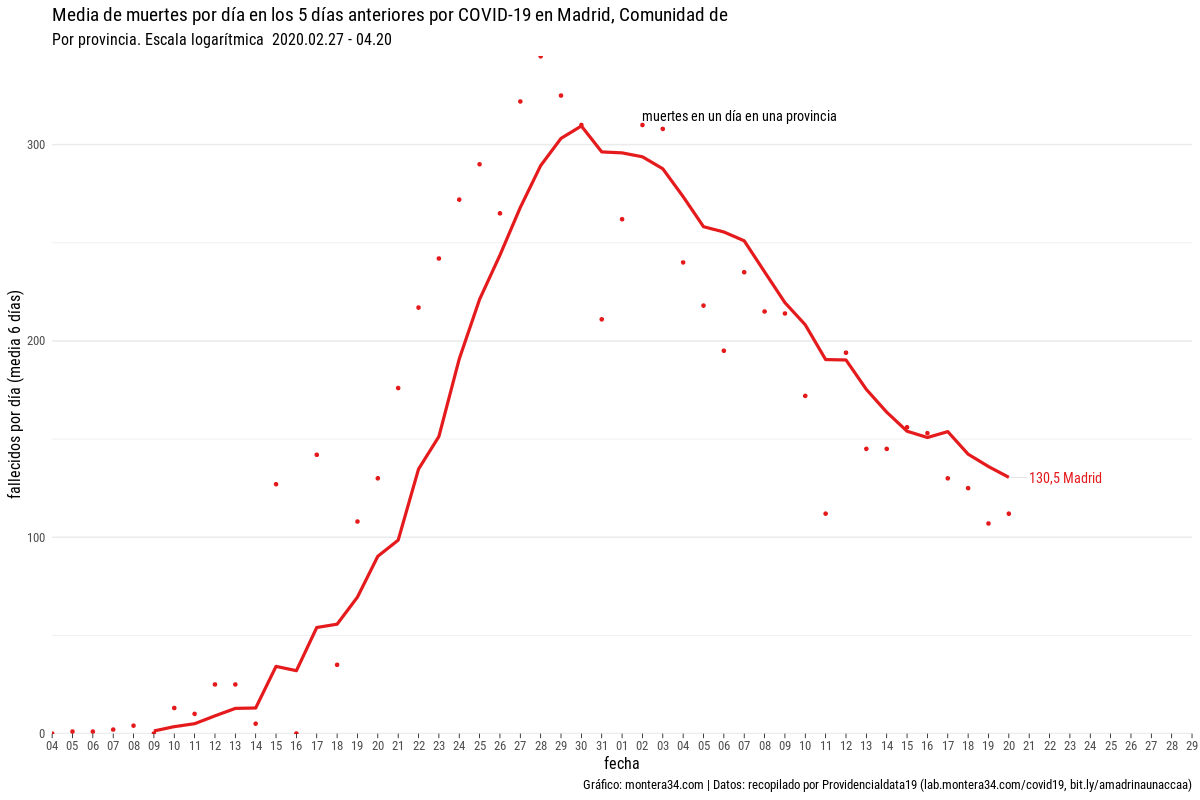 Media de muertes por día en los 5 días anteriores por COVID-19 en Madrid, Comunidad de
Por provincia. Escala logarítmica  2020.02.27 - 04.20
muertes en un día en una provincia
300
200
fallecidos por día (media 6 días)
130,5 Madrid
100
0
04 05 06 07 08 09 10 11 12 13 14 15 16 17 18 19 20 21 22 23 24 25 26 27 28 29 30 31 01 02 03 04 05 06 07 08 09 10 11 12 13 14 15 16 17 18 19 20 21 22 23 24 25 26 27 28 29
fecha
Gráfico: montera34.com | Datos: recopilado por Providencialdata19 (lab.montera34.com/covid19, bit.ly/amadrinaunaccaa)